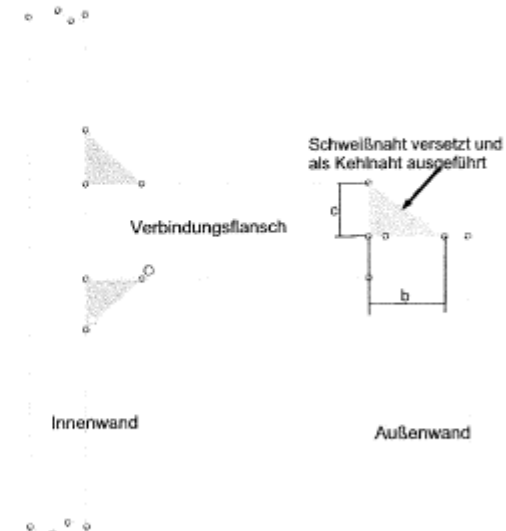 Schweißnaht versetzt und
als Kehlnaht ausgeführt
c
Verbindungsflansch
b
Innenwand
Außenwand